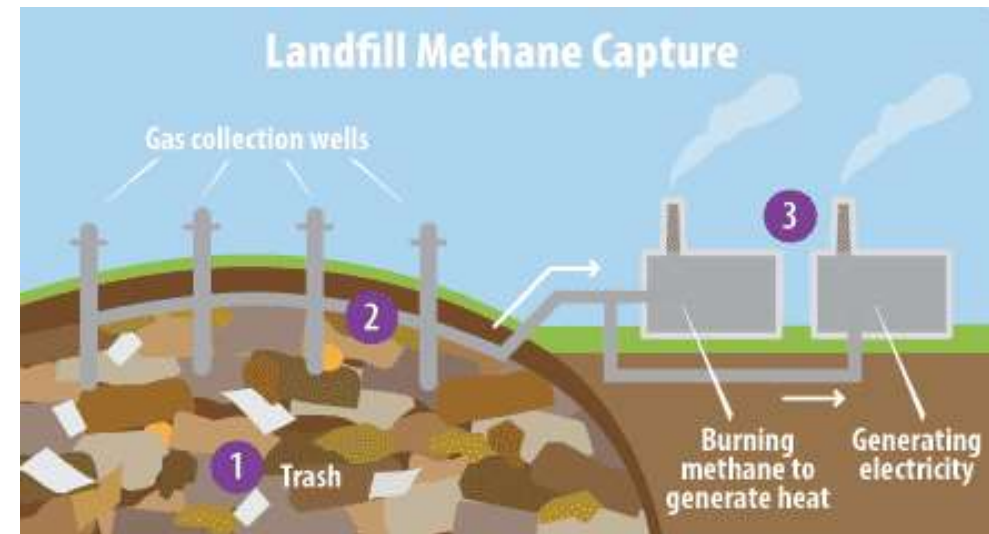 Landfill Methane Capture
Gas collection wells
3
2
1
Trash
Burning
methane to
generate heat
Generating
electricity